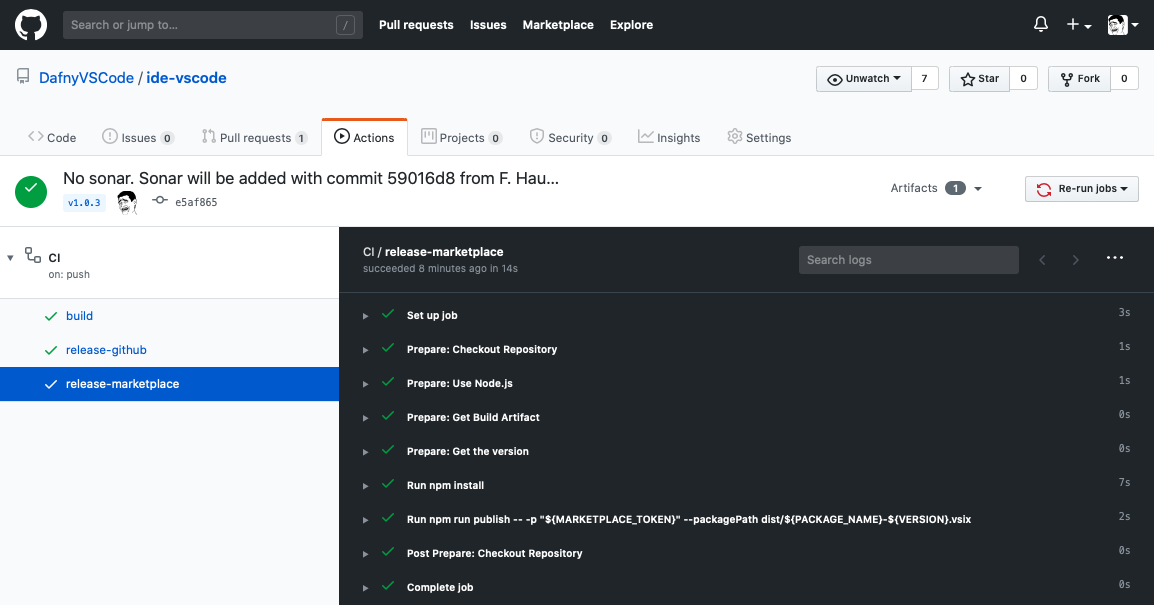 Search or jump to... / Pull requests Issues Marketplace Explore
DafnyVSCode / ide-vscode Unwatch 7 Star 0 Fork 0
Code Issues 0 Pull requests 1 Actions Projects 0 Security 0 Insights Settings
No sonar. Sonar will be added with commit 59016d8 from F. Hau...
v1.0.3 e5af865
Artifacts 1 Re-run jobs
CI
on: push
build
release-github
release-marketplace
CI / release-marketplace
succeeded 8 minutes ago in 14s
Search logs
Set up job 3s
Prepare: Checkout Repository 1s
Prepare: Use Node.js 1s
Prepare: Get Build Artifact 0s
Prepare: Get the version 0s
Run npm install 7s
Run npm run publish -- -p "${MARKETPLACE_TOKEN}" --packagePath dist/${PACKAGE_NAME}-${VERSION}.vsix 2s
Post Prepare: Checkout Repository 0s
Complete job 0s